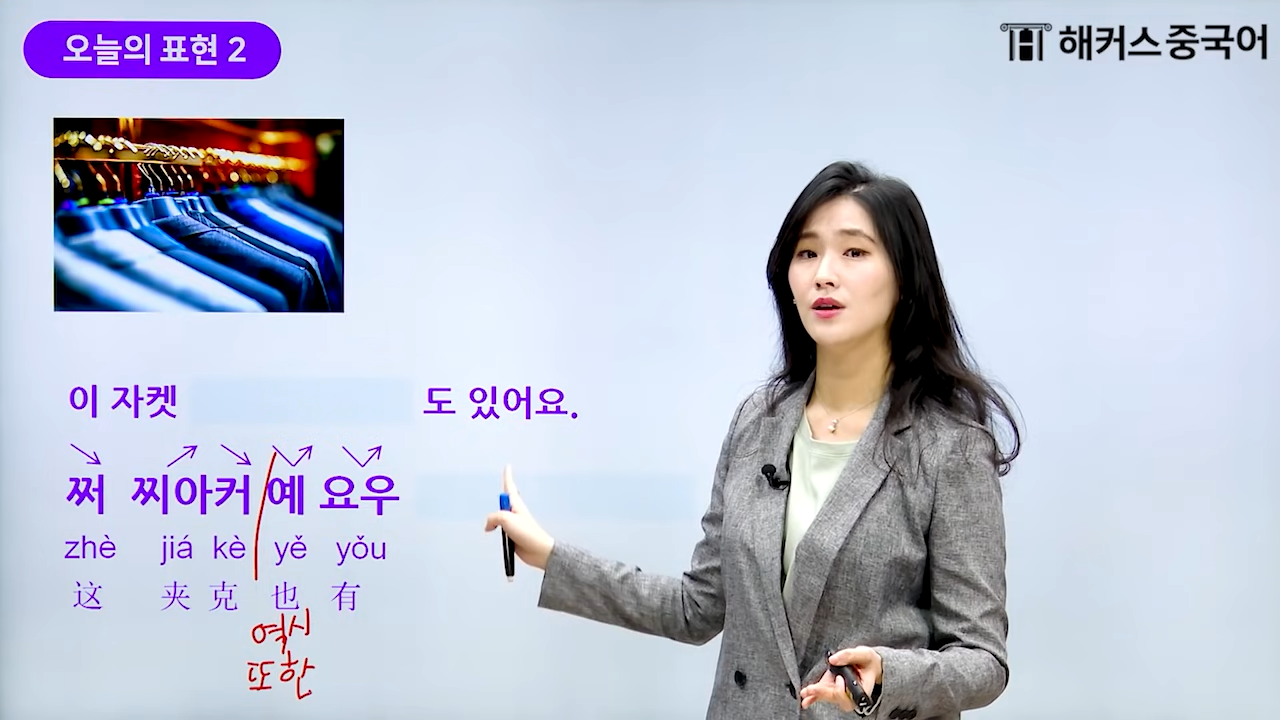 오늘의 표현 2
해커스중국어
이 자켓 도 있어요.
쩌 찌아커 예 요우
zhè jiá kè yě yǒu
这 夹 克 也 有
역시
또한